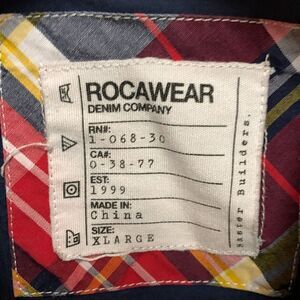 ROCAWEAR
DENIM COMPANY
RN#:
1-068-30
CA#:
0-38-77
EST:
1999
MADE IN:
China
SIZE:
XLARGE
Builders.